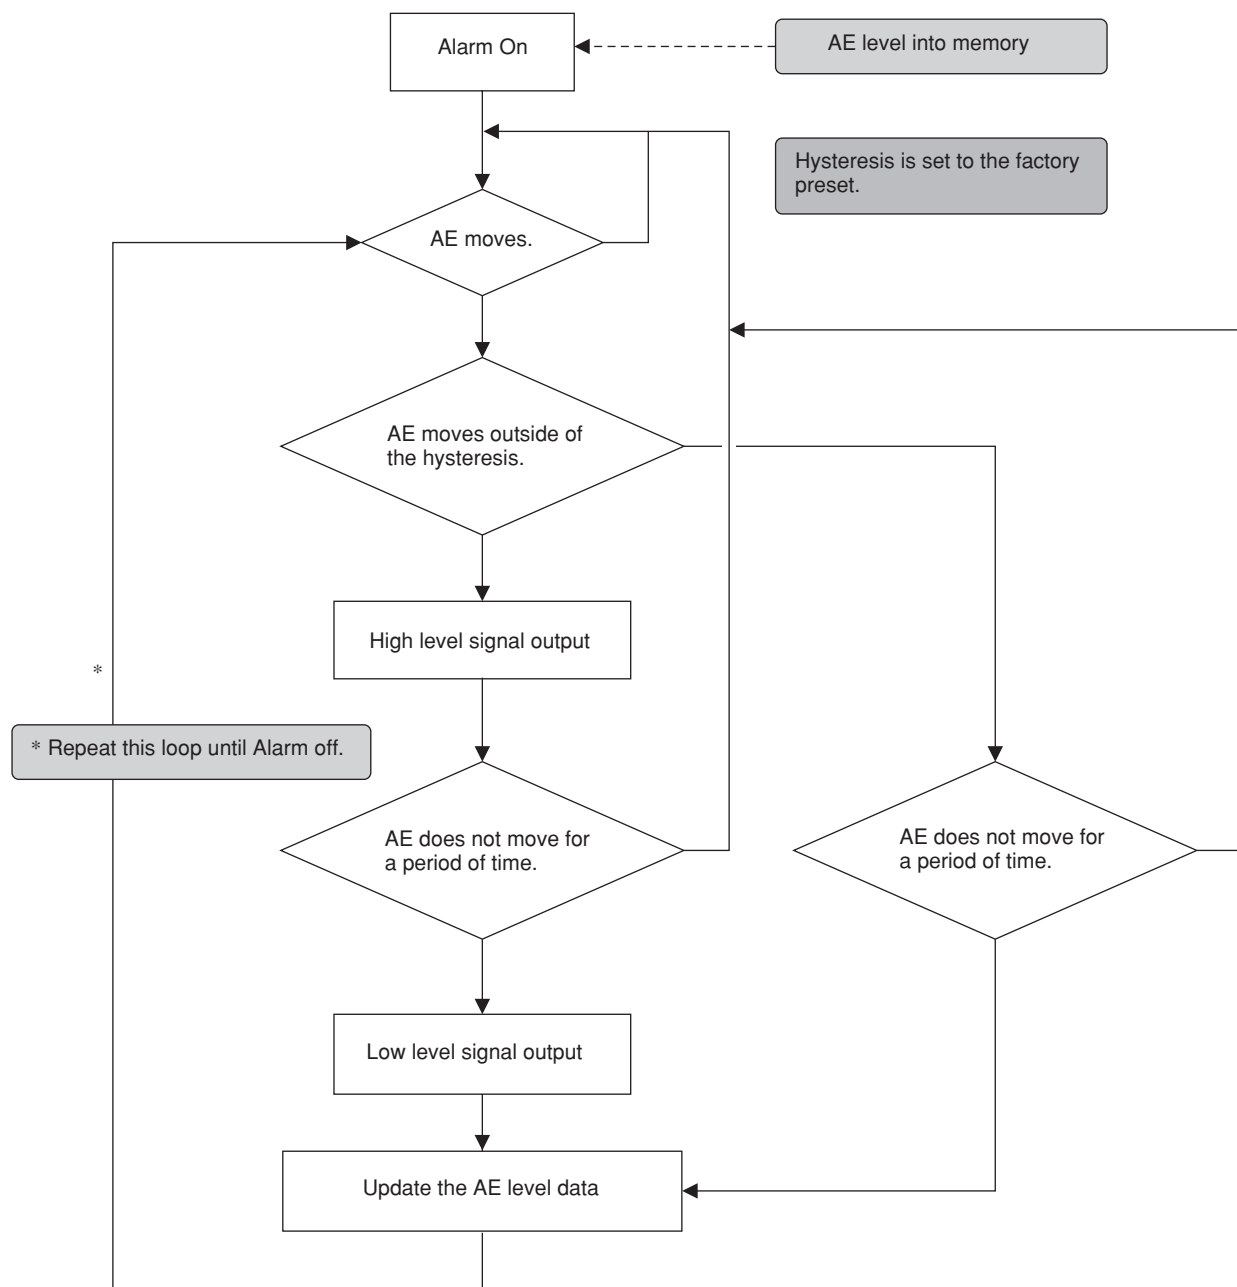 Alarm On
AE level into memory
Hysteresis is set to the factory
preset.
AE moves.
AE moves outside of
the hysteresis.
High level signal output
*
* Repeat this loop until Alarm off.
AE does not move for
a period of time.
AE does not move for
a period of time.
Low level signal output
Update the AE level data